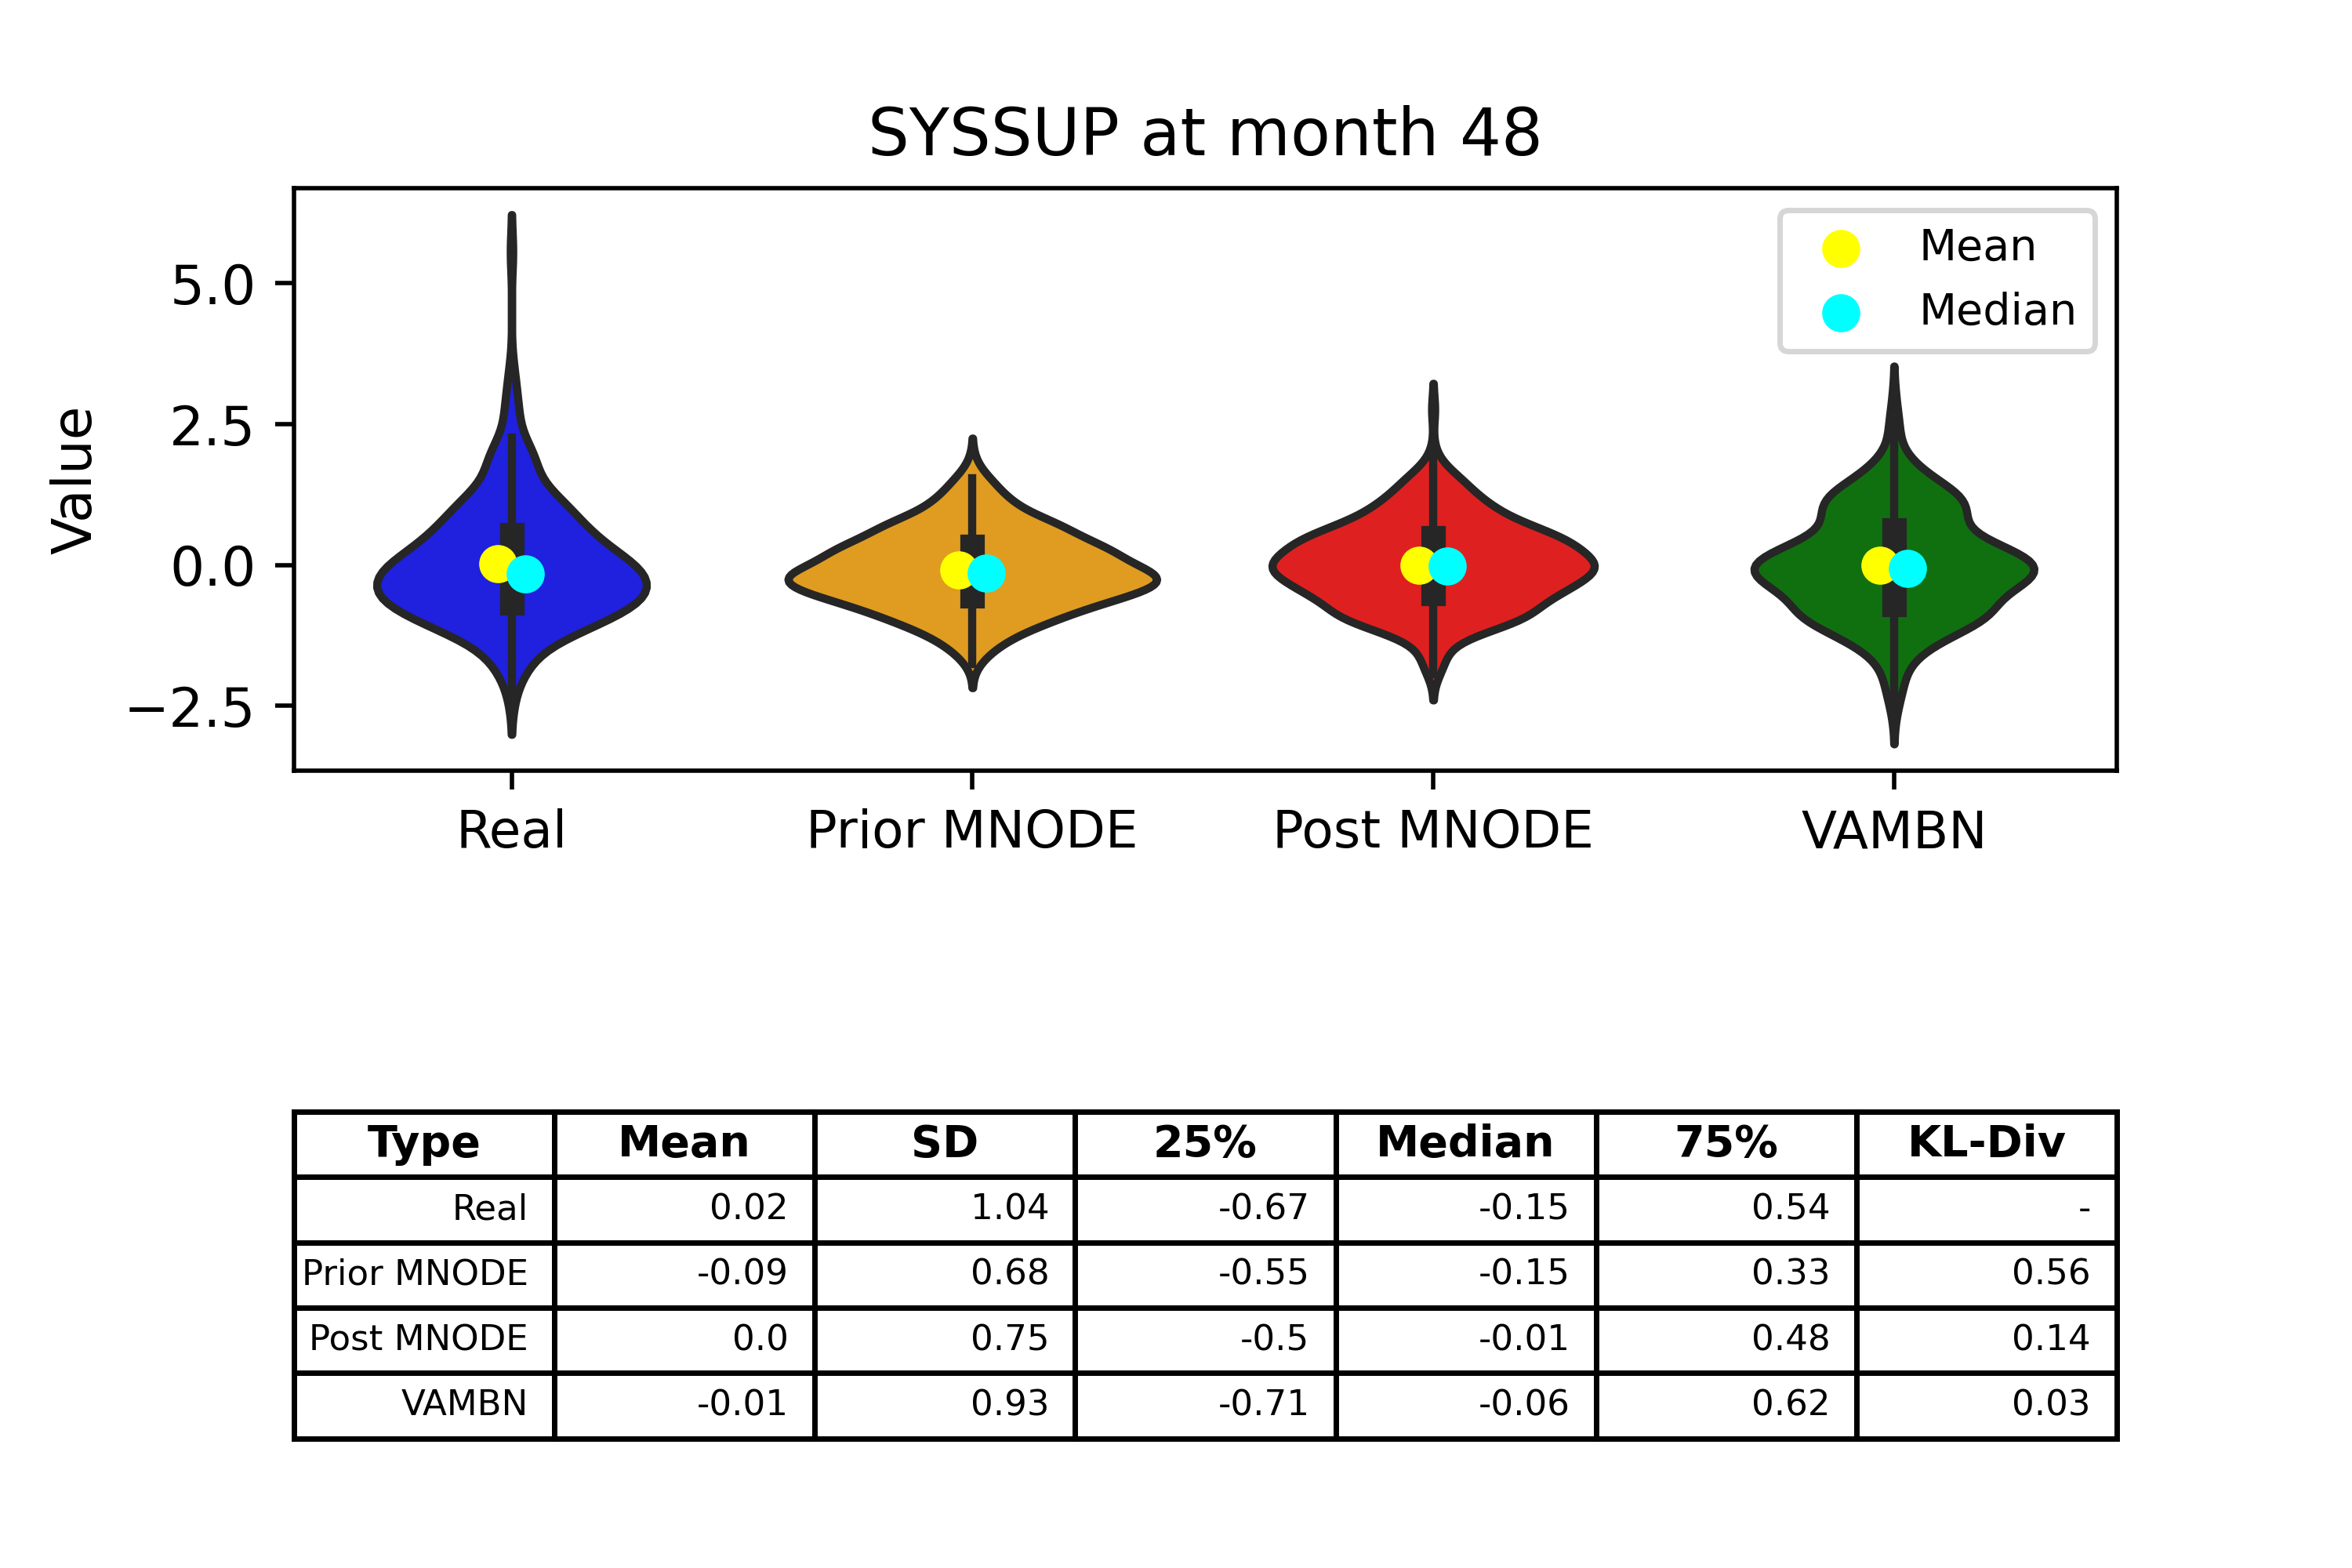 SYSSUP at month 48
Value
5.0
2.5
0.0
−2.5
Mean
Median
Real Prior MNODE Post MNODE VAMBN
Type Mean SD 25% Median 75% KL-Div
Real 0.02 1.04 -0.67 -0.15 0.54 -
Prior MNODE -0.09 0.68 -0.55 -0.15 0.33 0.56
Post MNODE 0.0 0.75 -0.5 -0.01 0.48 0.14
VAMBN -0.01 0.93 -0.71 -0.06 0.62 0.03